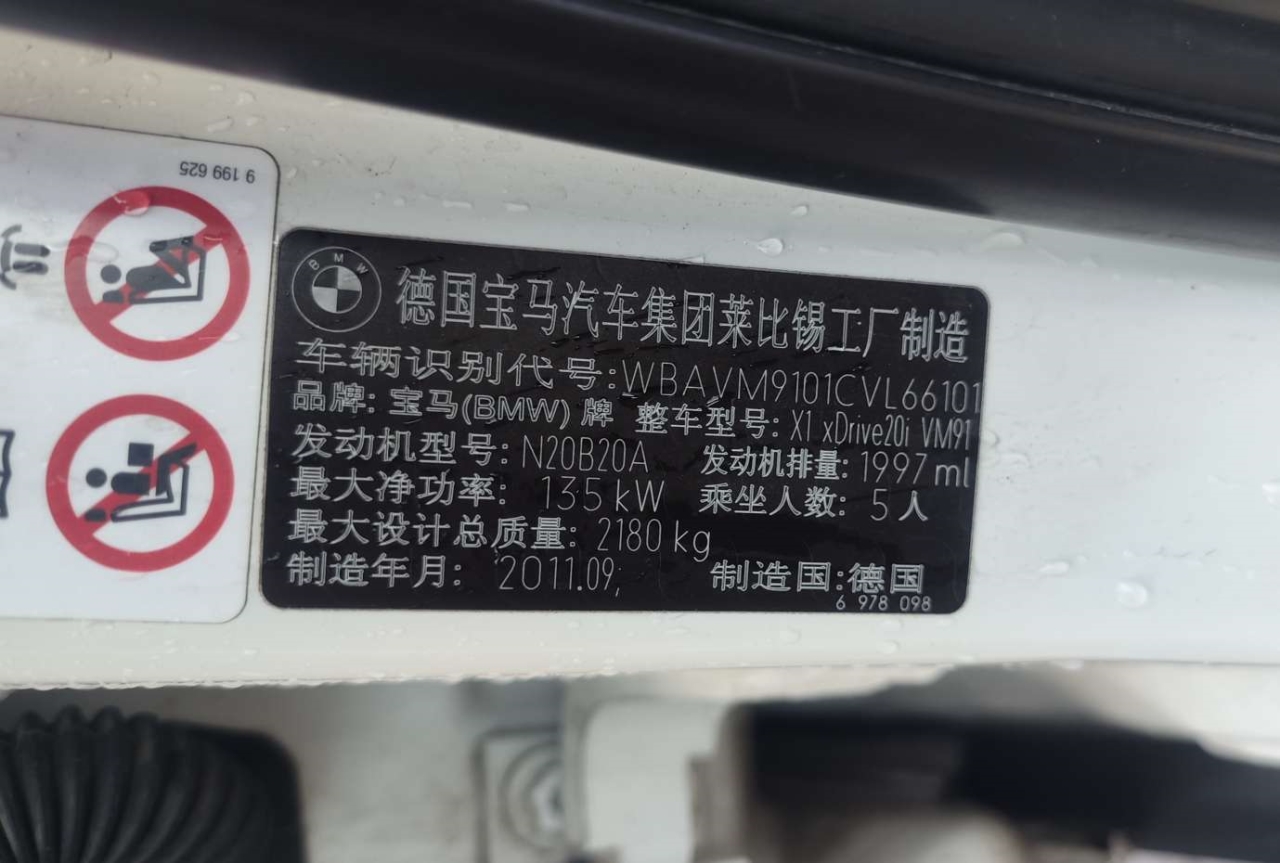 9 199 625
BMW
德国宝马汽车集团莱比锡工厂制造
车辆识别代号:WBAVM9101CVL66101
品牌: 宝马(BMW) 牌 整车型号: X1 xDrive20i VM91
发动机型号: N20B20A 发动机排量: 1997 ml
最大净功率: 135 kW 乘坐人数: 5 人
最大设计总质量: 2180 kg
制造年月: 2011.09; 制造国:德国
6 978 098